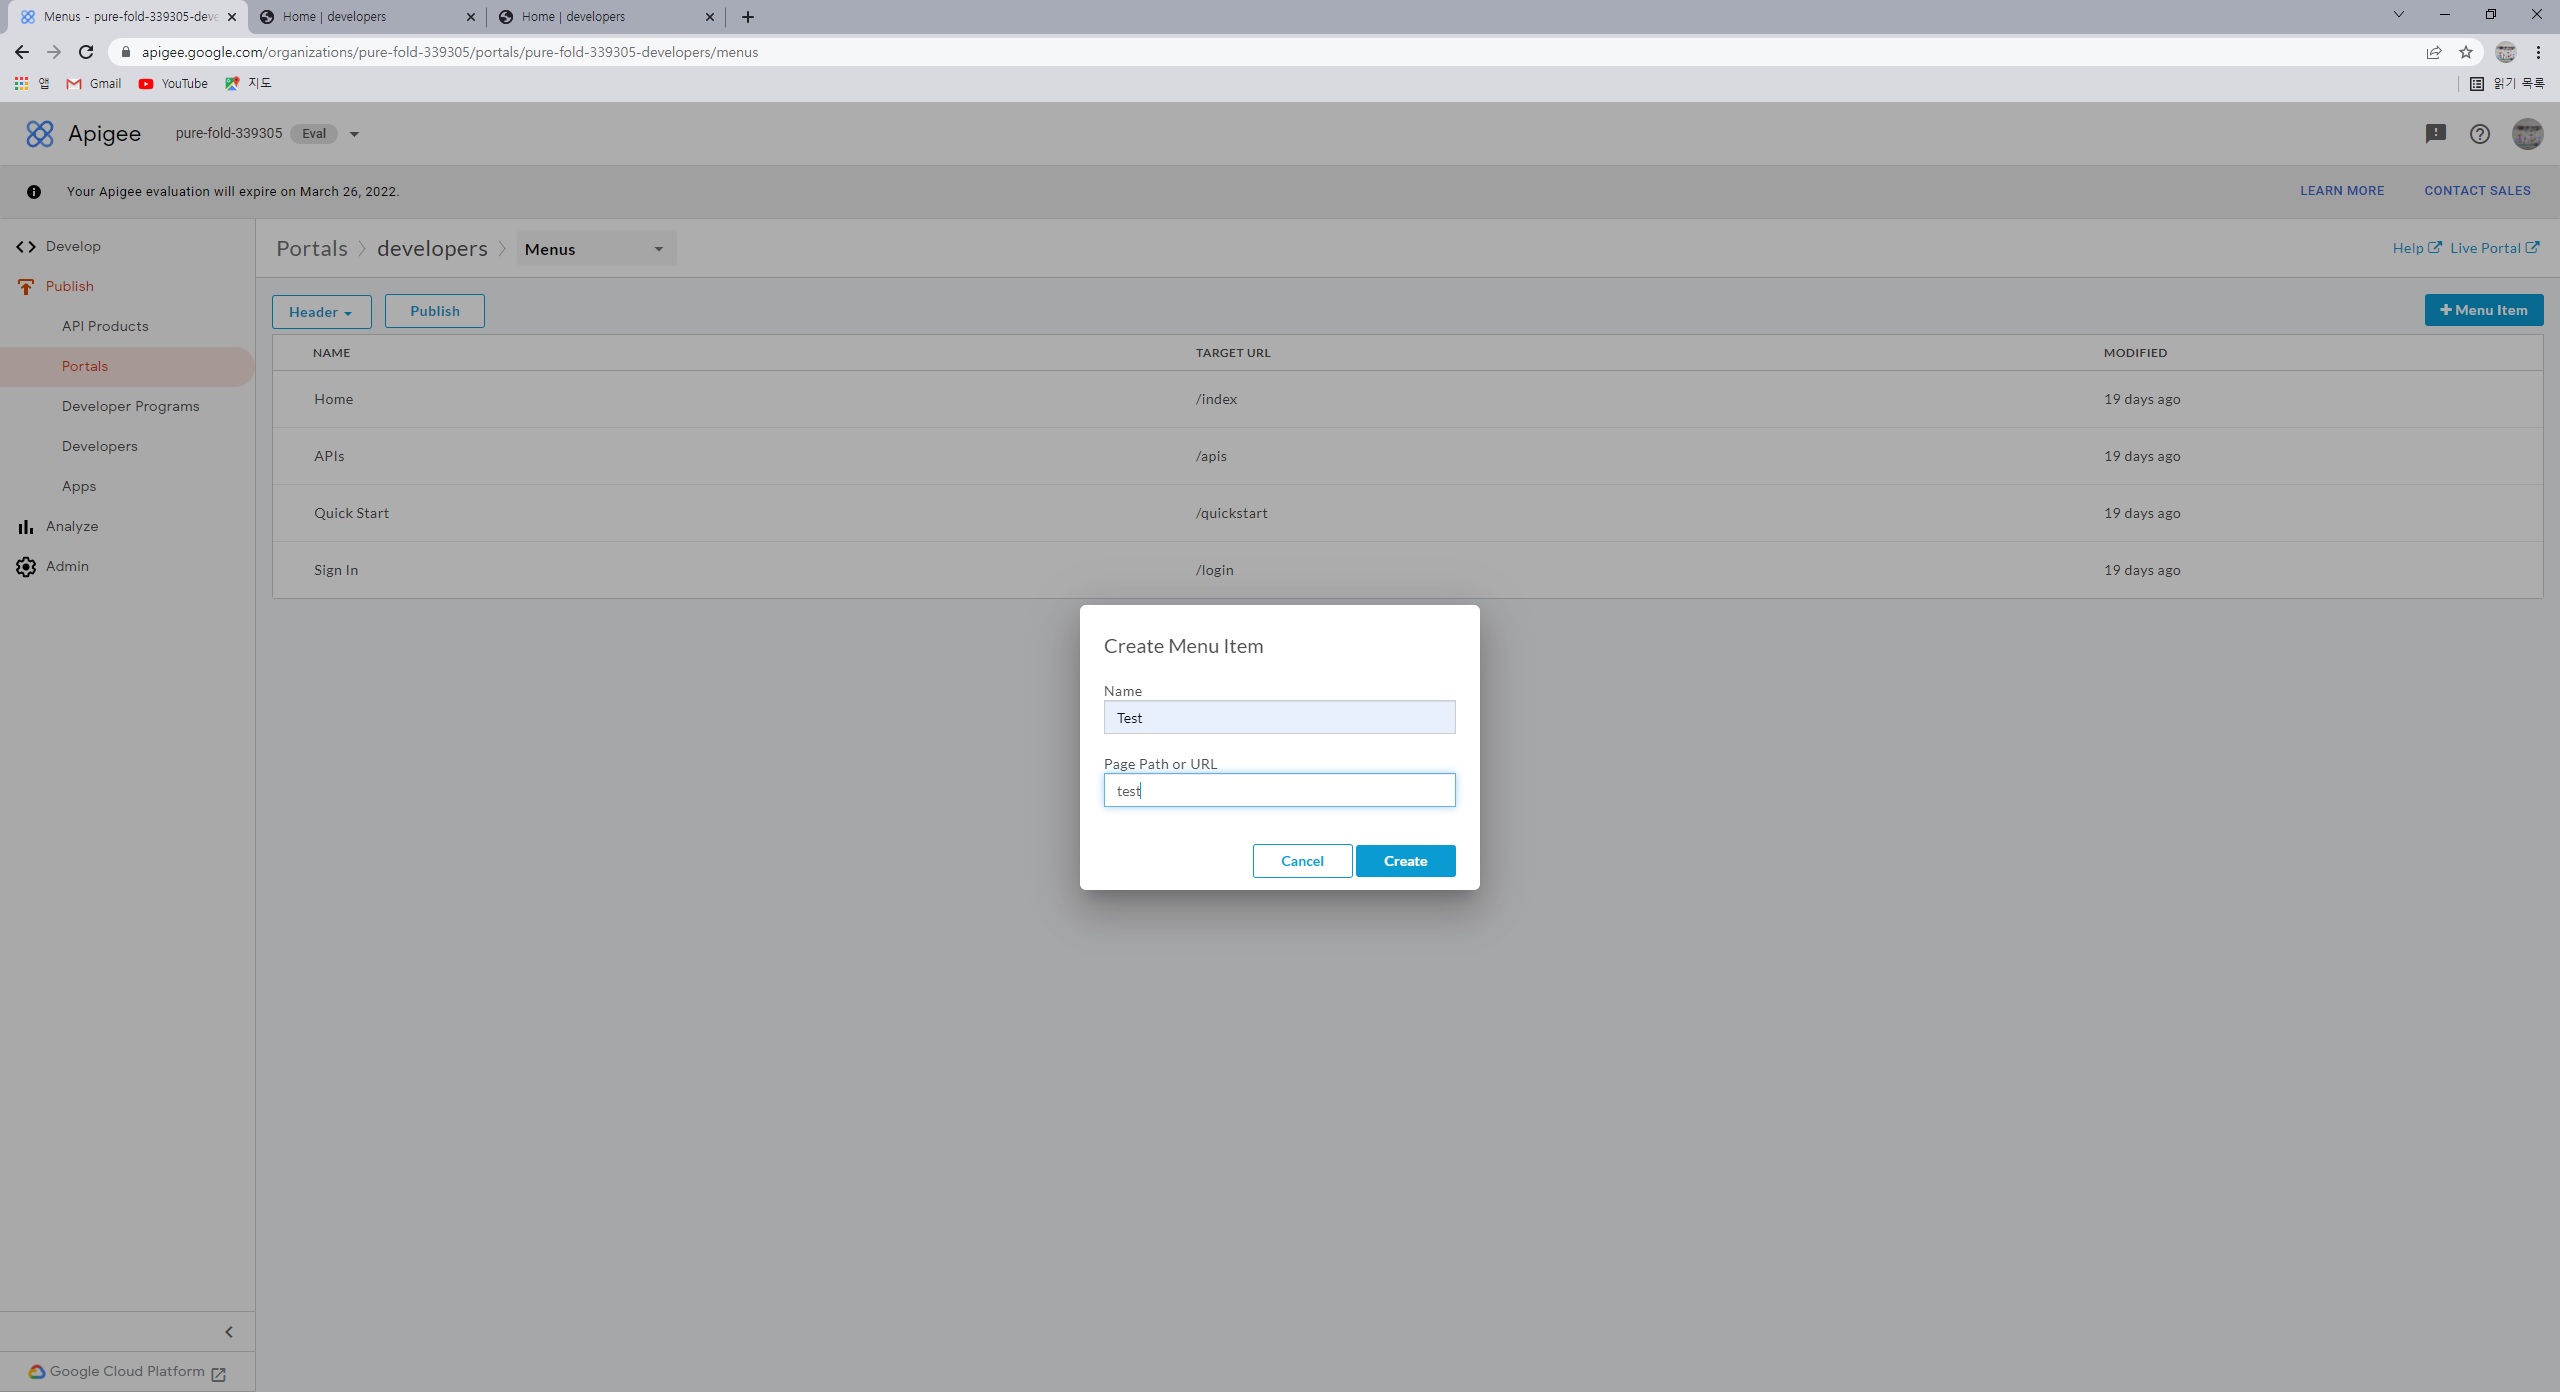 Menus - pure-fold-339305-deve
Home | developers
Home | developers
apigee.google.com/organizations/pure-fold-339305/portals/pure-fold-339305-developers/menus
앱 Gmail YouTube 지도 읽기 목록
Apigee pure-fold-339305 Eval
Your Apigee evaluation will expire on March 26, 2022. LEARN MORE CONTACT SALES
Develop
Publish
API Products
Portals
Developer Programs
Developers
Apps
Analyze
Admin
Google Cloud Platform
Portals developers Menus Help Live Portal
Header Publish Menu Item
NAME TARGET URL MODIFIED
Home /index 19 days ago
APIs /apis 19 days ago
Quick Start /quickstart 19 days ago
Sign In /login 19 days ago
Create Menu Item
Name
Test
Page Path or URL
test
Cancel Create